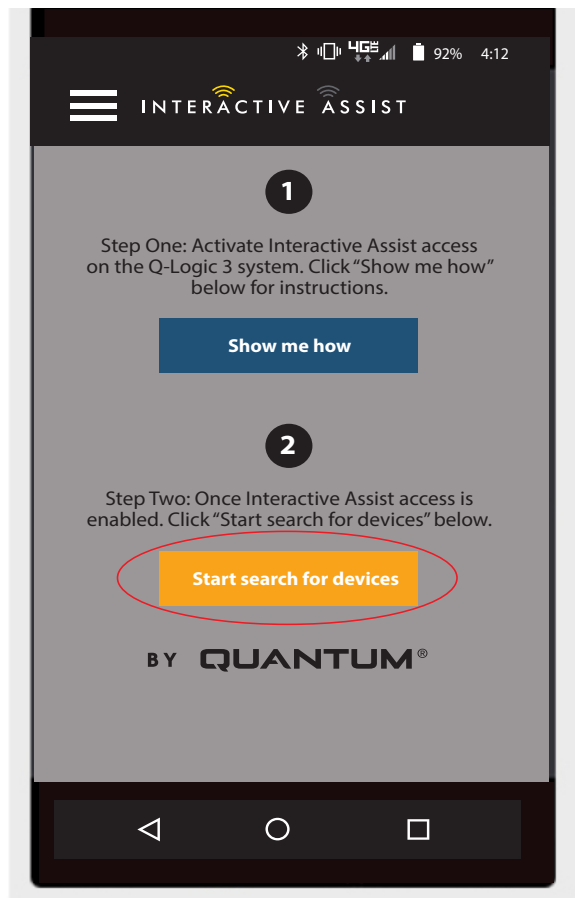 4GE 92% 4:12
INTERACTIVE ASSIST
1
Step One: Activate Interactive Assist access
on the Q-Logic 3 system. Click “Show me how”
below for instructions.
Show me how
2
Step Two: Once Interactive Assist access is
enabled. Click “Start search for devices” below.
Start search for devices
BY QUANTUM®